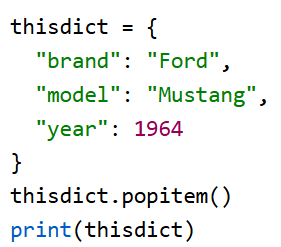 thisdict = {
  "brand": "Ford",
  "model": "Mustang",
  "year": 1964
}
thisdict.popitem()
print(thisdict)